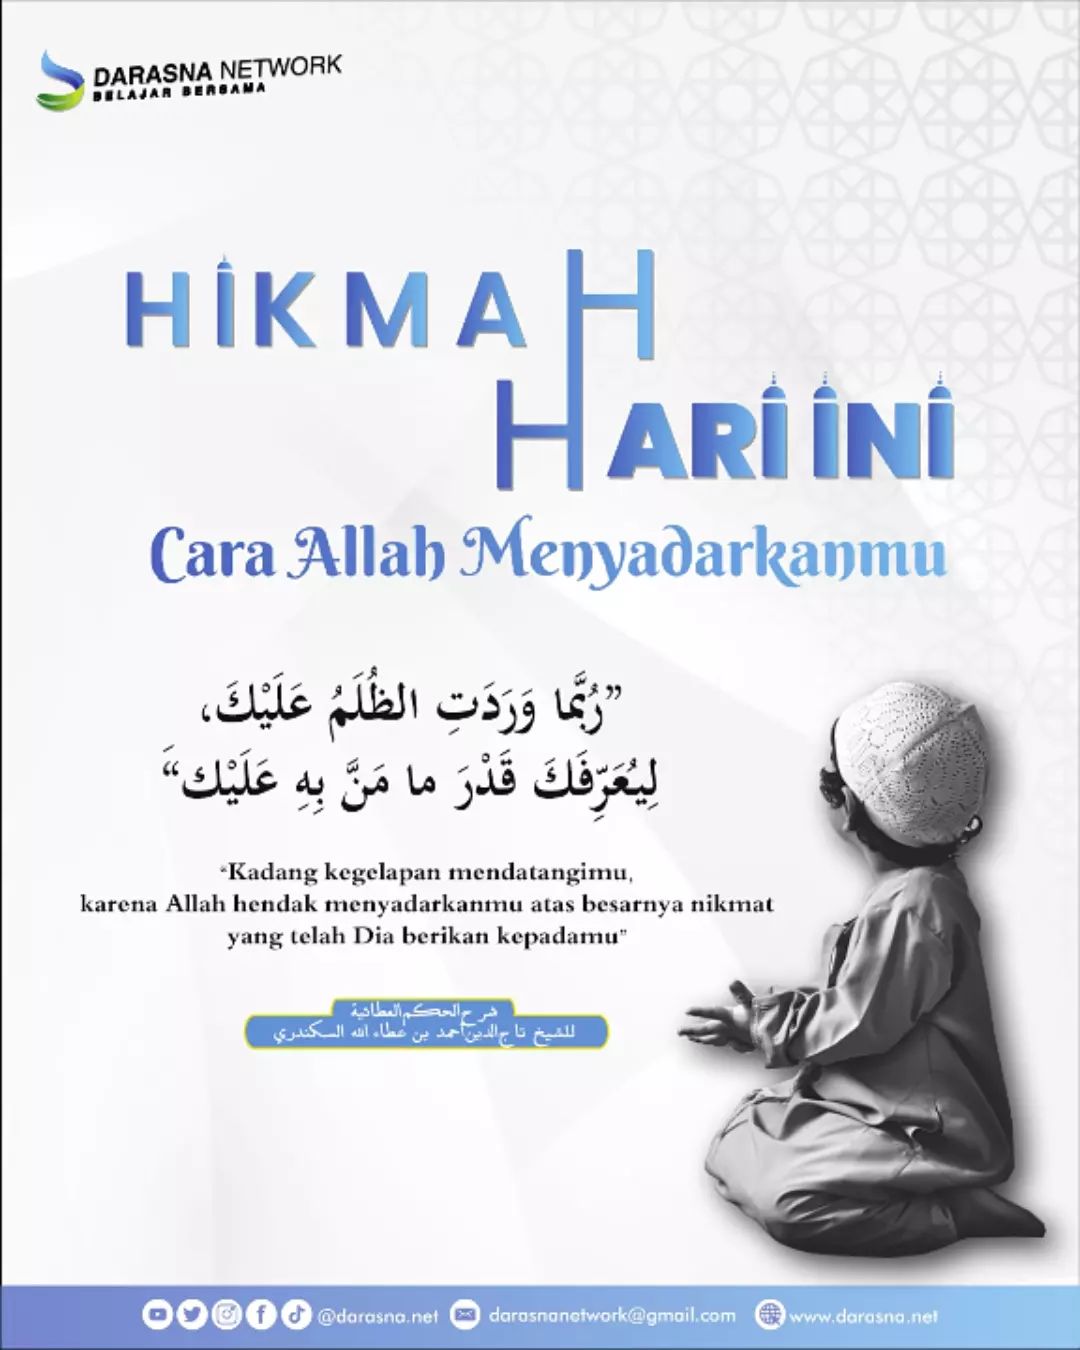 DARASNA NETWORK
BELAJAR BERSAMA
HIKMAH
HARI INI
Cara Allah Menyadarkanmu
”رُبَّما وَرَدَتِ الظُلَمُ عَلَيْكَ،
لِيُعَرِّفَكَ قَدْرَ ما مَنَّ بِهِ عَلَيْكَ“
“Kadang kegelapan mendatangimu,
karena Allah hendak menyadarkanmu atas besarnya nikmat
yang telah Dia berikan kepadamu”
شرح الحكم العطائية
للشيخ تاج الدين أحمد بن عطاء الله السكندري
@darasna.net darasnanetwork@gmail.com www.darasna.net